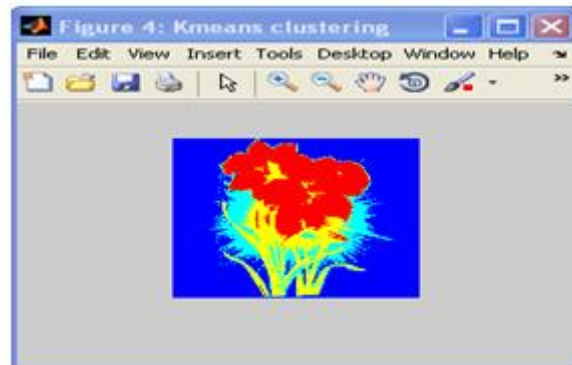 Figure 4: Kmeans clustering
File Edit View Insert Tools Desktop Window Help